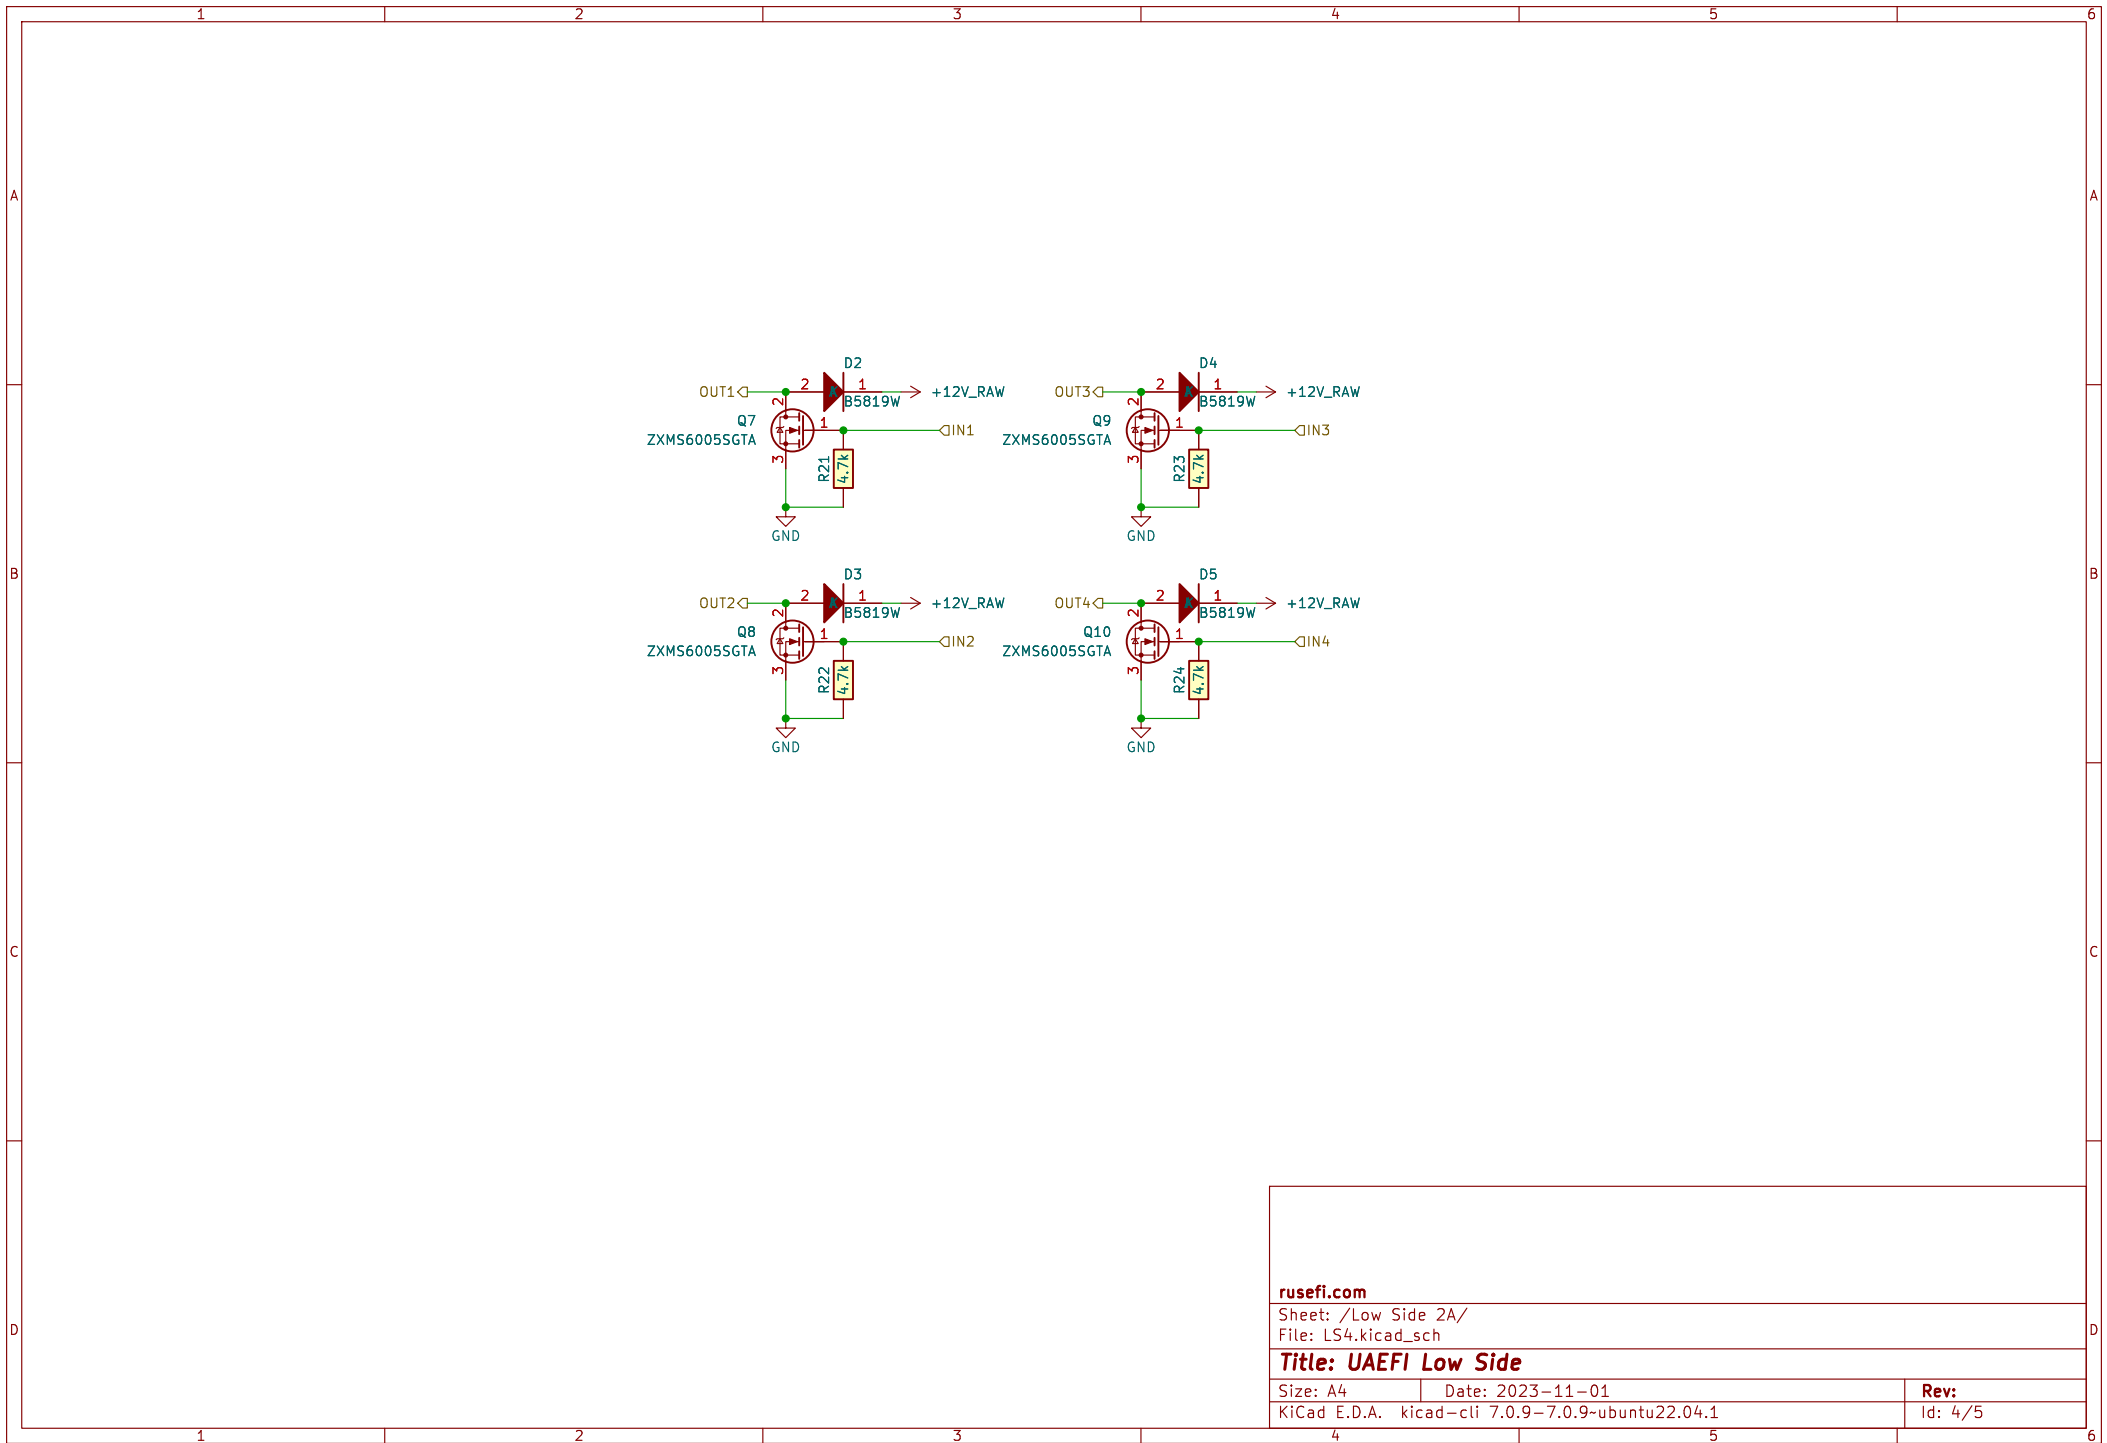 1 2 3 4 5 6
A A
D2 D4
OUT1 2 1 +12V_RAW OUT3 2 1 +12V_RAW
B5819W B5819W
2 2
Q7 1 IN1 Q9 1 IN3
ZXMS6005SGTA ZXMS6005SGTA
3 R21 4.7k 3 R23 4.7k
GND GND
B D3 D5 B
OUT2 2 1 +12V_RAW OUT4 2 1 +12V_RAW
B5819W B5819W
2 2
Q8 1 IN2 Q10 1 IN4
ZXMS6005SGTA ZXMS6005SGTA
3 R22 4.7k 3 R24 4.7k
GND GND
C C
rusefi.com
Sheet: /Low Side 2A/
D D
File: LS4.kicad_sch
Title: UAEFI Low Side
Size: A4 Date: 2023-11-01 Rev:
KiCad E.D.A. kicad-cli 7.0.9-7.0.9~ubuntu22.04.1 Id: 4/5
1 2 3 4 5 6